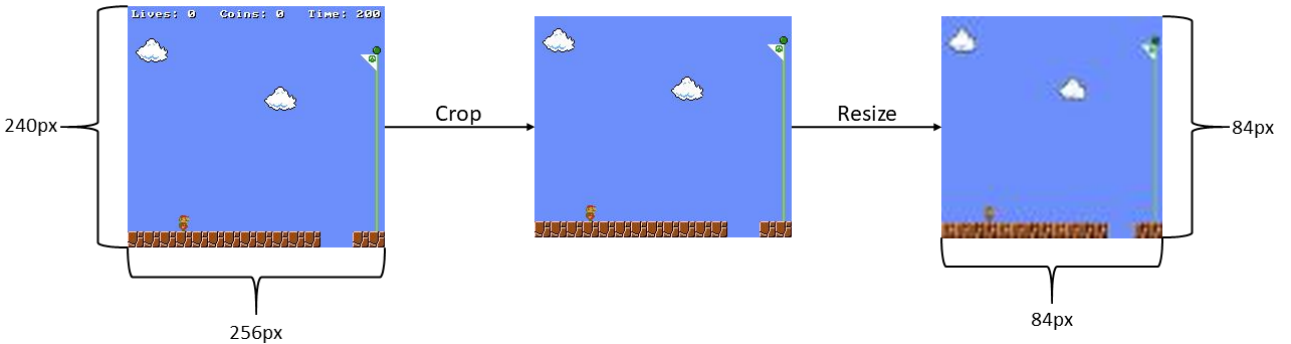 Lives: 0 Coins: 0 Time: 200
240px
Crop
Resize
84px
256px
84px